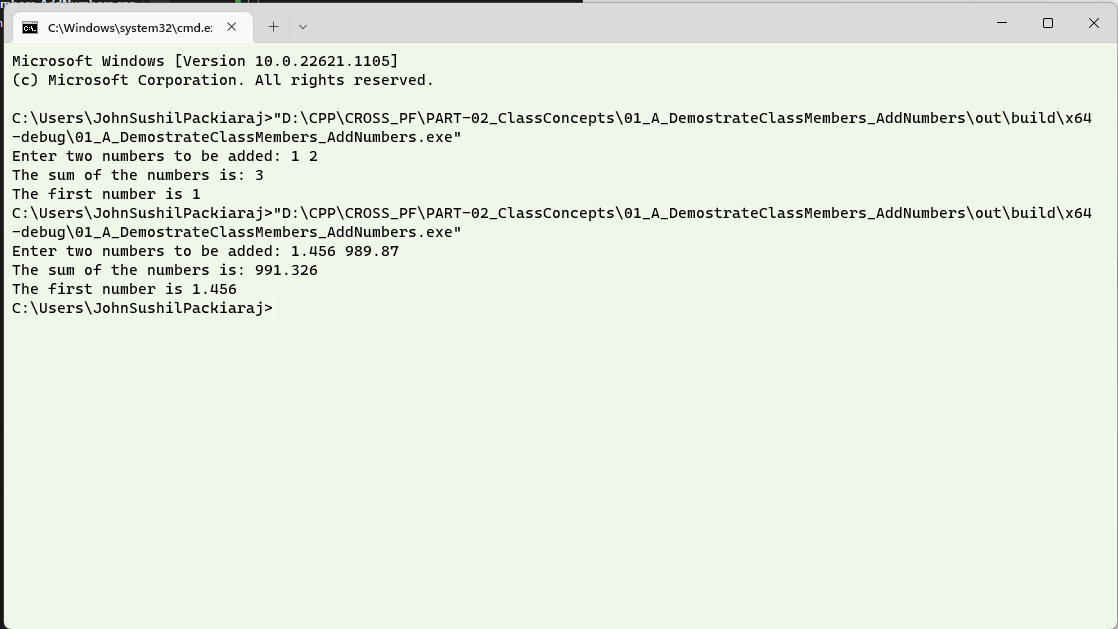 C:\Windows\system32\cmd.e:
Microsoft Windows [Version 10.0.22621.1105]
(c) Microsoft Corporation. All rights reserved.
C:\Users\JohnSushilPackiaraj>"D:\CPP\CROSS_PF\PART-02_ClassConcepts\01_A_DemostrateClassMembers_AddNumbers\out\build\x64
-debug\01_A_DemostrateClassMembers_AddNumbers.exe"
Enter two numbers to be added: 1 2
The sum of the numbers is: 3
The first number is 1
C:\Users\JohnSushilPackiaraj>"D:\CPP\CROSS_PF\PART-02_ClassConcepts\01_A_DemostrateClassMembers_AddNumbers\out\build\x64
-debug\01_A_DemostrateClassMembers_AddNumbers.exe"
Enter two numbers to be added: 1.456 989.87
The sum of the numbers is: 991.326
The first number is 1.456
C:\Users\JohnSushilPackiaraj>